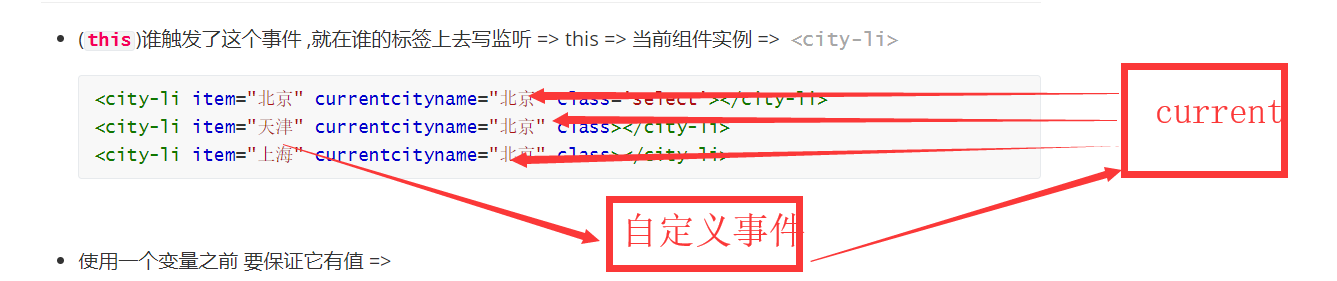 (this)谁触发了这个事件 ,就在谁的标签上去写监听 => this => 当前组件实例 => <city-li>
<city-li item="北京" currentcityname="北京" class='select'></city-li>
<city-li item="天津" currentcityname="北京" class></city-li>
<city-li item="上海" currentcityname="北京" class></city-li>
current
自定义事件
使用一个变量之前 要保证它有值 =>